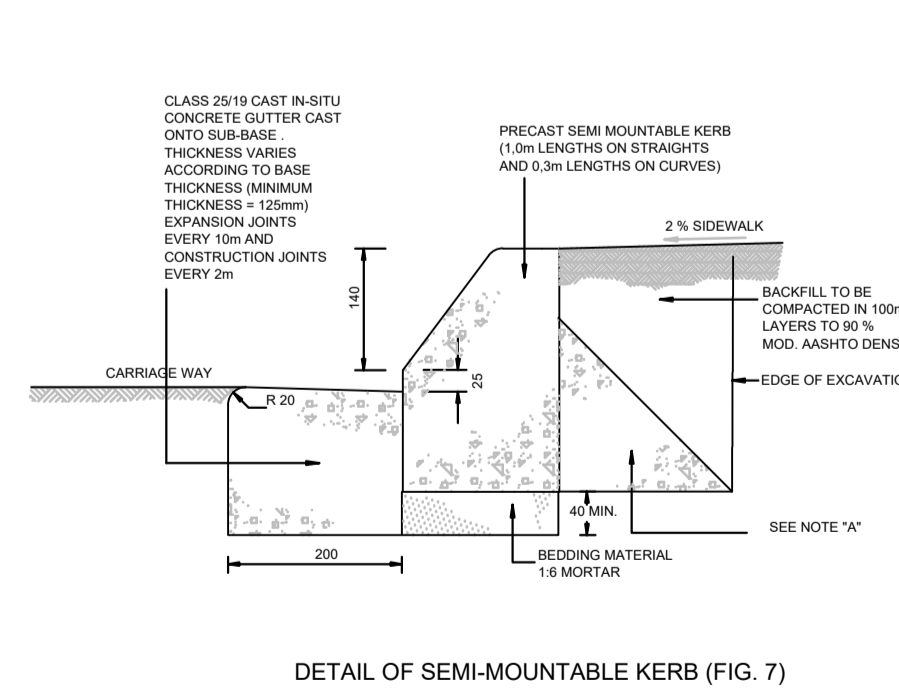 CLASS 25/19 CAST IN-SITU
CONCRETE GUTTER CAST
ONTO SUB-BASE .
THICKNESS VARIES
ACCORDING TO BASE
THICKNESS (MINIMUM
THICKNESS = 125mm)
EXPANSION JOINTS
EVERY 10m AND
CONSTRUCTION JOINTS
EVERY 2m
PRECAST SEMI MOUNTABLE KERB
(1,0m LENGTHS ON STRAIGHTS
AND 0,3m LENGTHS ON CURVES)
2 % SIDEWALK
140
BACKFILL TO BE
COMPACTED IN 100m
LAYERS TO 90 %
MOD. AASHTO DENS
CARRIAGE WAY
25
EDGE OF EXCAVATIO
R 20
40 MIN.
SEE NOTE "A"
200
BEDDING MATERIAL
1:6 MORTAR
DETAIL OF SEMI-MOUNTABLE KERB (FIG. 7)